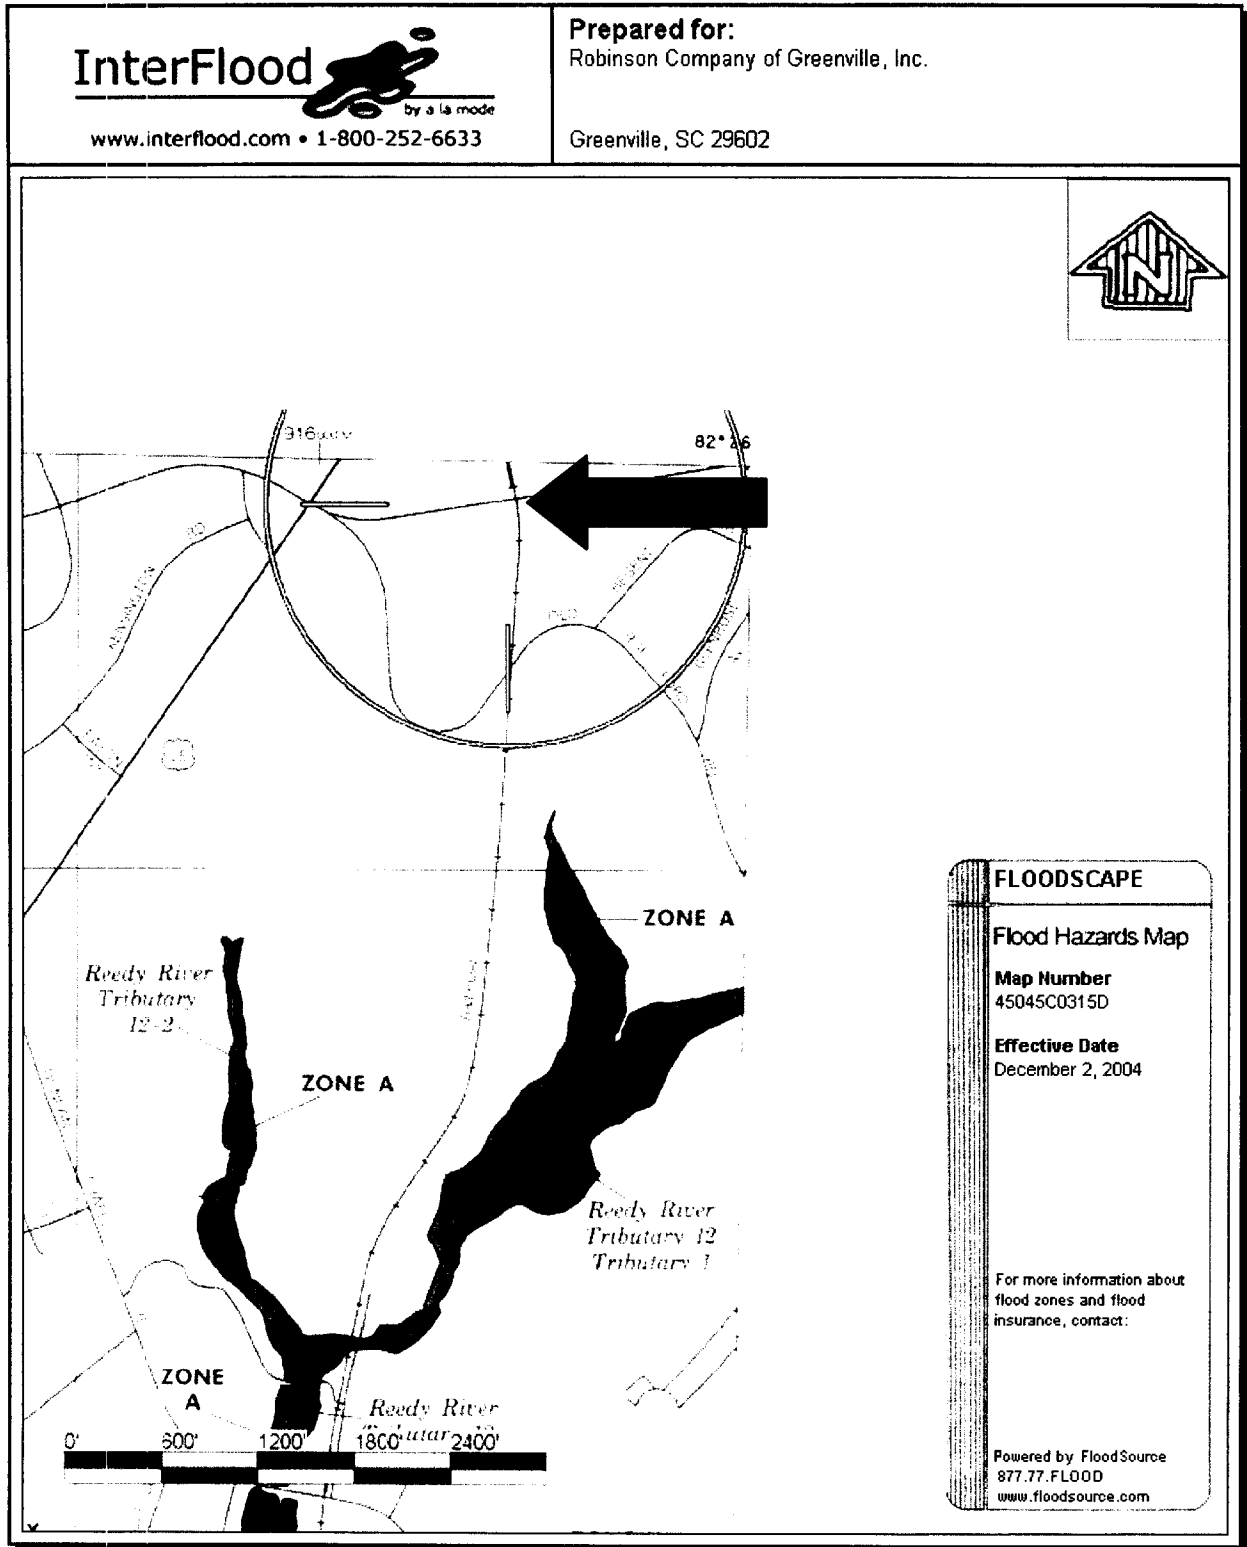 InterFlood
by a la mode
www.interflood.com • 1-800-252-6633
Prepared for:
Robinson Company of Greenville, Inc.
Greenville, SC 29602
N
82° 26
RD
OLD
ZONE A
Reedy River
Tributary
12-2
ZONE A
Reedy River
Tributary 12
Tributary 1
ZONE
A
Reedy River
0'
600'
1200'
1800'
2400'
X
FLOODSCAPE
Flood Hazards Map
Map Number
45045C0315D
Effective Date
December 2, 2004
For more information about
flood zones and flood
insurance, contact:
Powered by FloodSource
877.77.FLOOD
www.floodsource.com